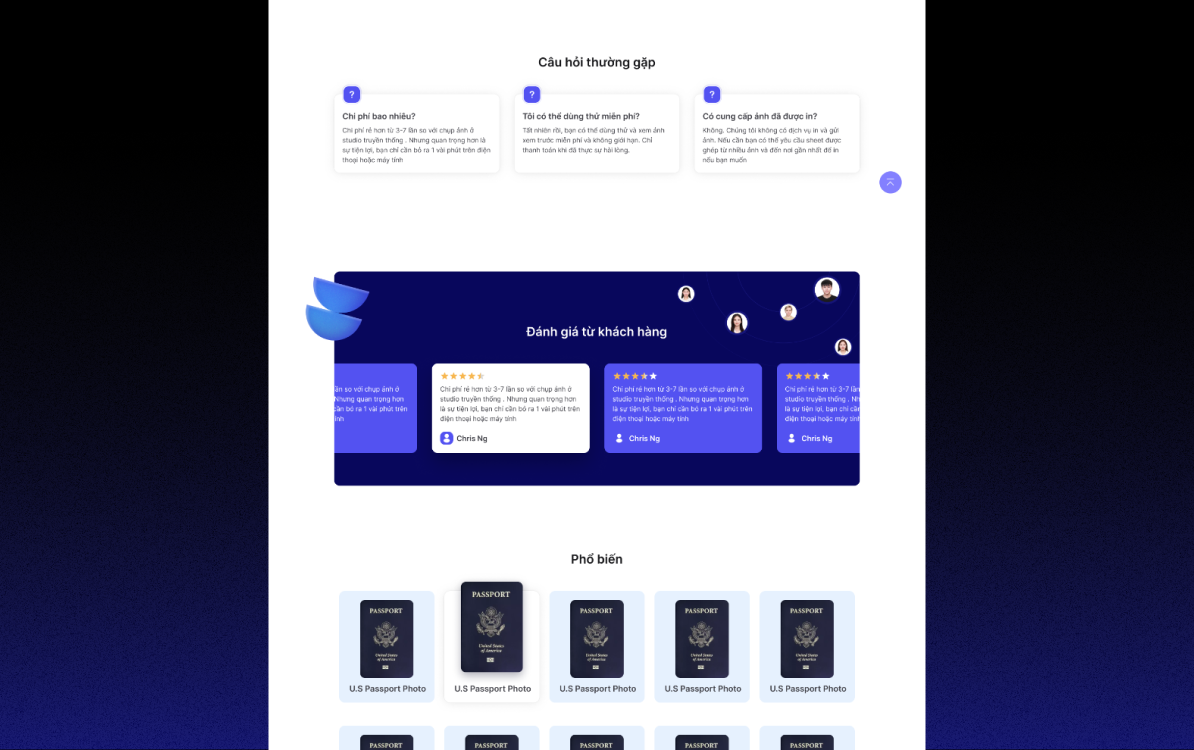 Câu hỏi thường gặp
?
?
?
Chi phí bao nhiêu?
Chi phí rẻ hơn từ 3-7 lần so với chụp ảnh ở
studio truyền thống . Nhưng quan trọng hơn là
sự tiện lợi, bạn chỉ cần bỏ ra 1 vài phút trên điện
thoại hoặc máy tính
Tôi có thể dùng thử miễn phí?
Tất nhiên rồi, bạn có thể dùng thử và xem ảnh
xem trước miễn phí và không giới hạn. Chỉ
thanh toán khi đã thực sự hài lòng.
Có cung cấp ảnh đã được in?
Không. Chúng tôi không có dịch vụ in và gửi
ảnh. Nếu cần bạn có thể yêu cầu sheet được
ghép từ nhiều ảnh và đến nơi gần nhất để in
nếu bạn muốn
Đánh giá từ khách hàng
ần so với chụp ảnh ở
Nhưng quan trọng hơn
cần bỏ ra 1 vài phút trên
ính
Chi phí rẻ hơn từ 3-7 lần so với chụp ảnh ở
studio truyền thống . Nhưng quan trọng hơn
là sự tiện lợi, bạn chỉ cần bỏ ra 1 vài phút trên
điện thoại hoặc máy tính
Chris Ng
Chi phí rẻ hơn từ 3-7 lần so với chụp ảnh ở
studio truyền thống . Nhưng quan trọng hơn
là sự tiện lợi, bạn chỉ cần bỏ ra 1 vài phút trên
điện thoại hoặc máy tính
Chris Ng
Chi phí rẻ hơn từ 3-7 lần
studio truyền thống . Nh
là sự tiện lợi, bạn chỉ cần
điện thoại hoặc máy tính
Chris Ng
Phổ biến
PASSPORT
United States
of America
U.S Passport Photo
PASSPORT
United States
of America
U.S Passport Photo
PASSPORT
United States
of America
U.S Passport Photo
PASSPORT
United States
of America
U.S Passport Photo
PASSPORT
United States
of America
U.S Passport Photo
PASSPORT
PASSPORT
PASSPORT
PASSPORT
PASSPORT